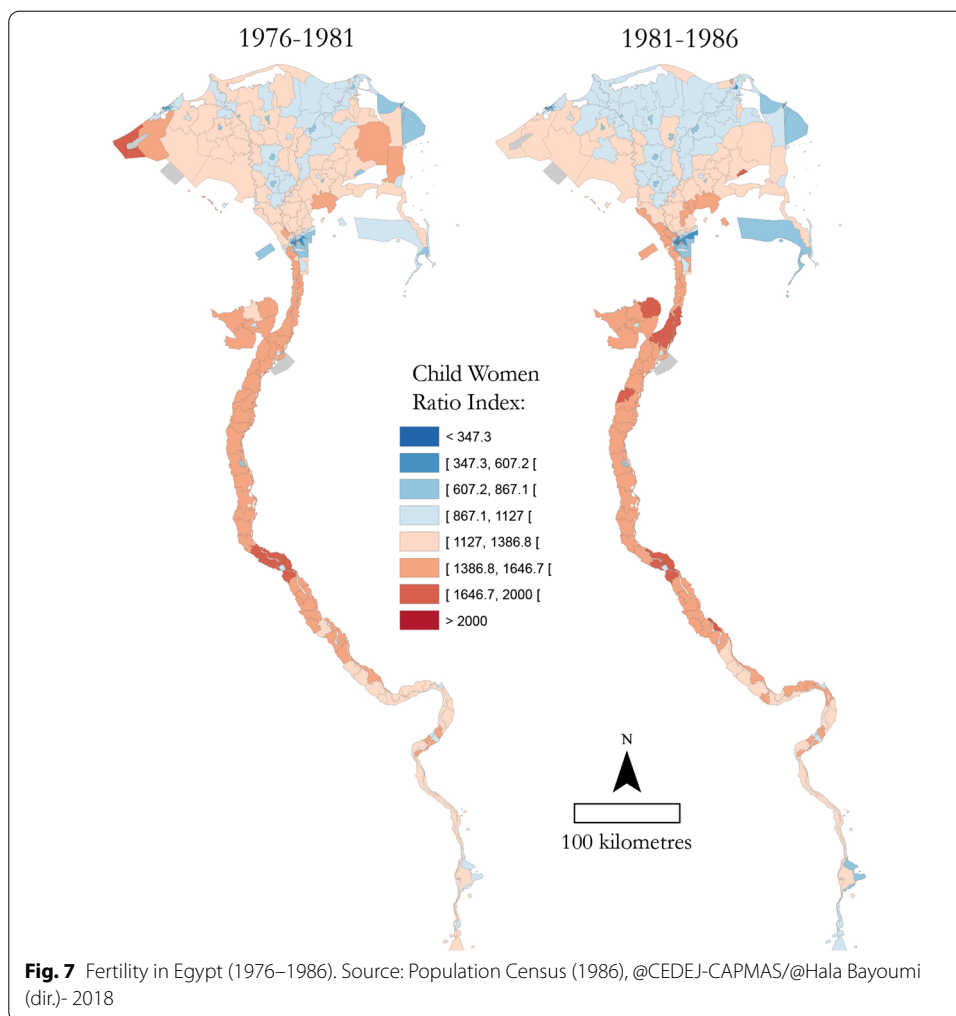 1976-1981
1981-1986
Child Women
Ratio Index:
< 347.3
[ 347.3, 607.2 [
[ 607.2, 867.1 [
[ 867.1, 1127 [
[ 1127, 1386.8 [
[ 1386.8, 1646.7 [
[ 1646.7, 2000 [
> 2000
N
100 kilometres
Fig. 7 Fertility in Egypt (1976–1986). Source: Population Census (1986), @CEDEJ-CAPMAS/@Hala Bayoumi
(dir.)- 2018